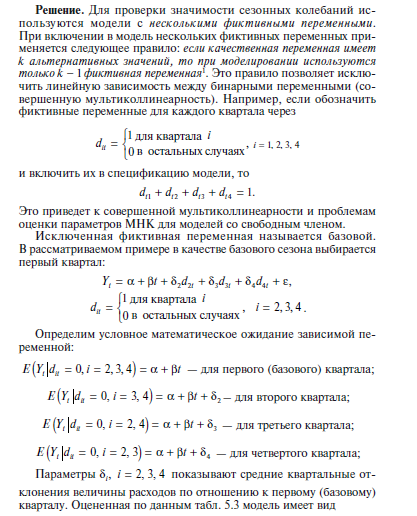 Решение. Для проверки значимости сезонных колебаний ис-
пользуются модели с несколькими фиктивными переменными.
При включении в модель нескольких фиктивных переменных при-
меняется следующее правило: если качественная переменная имеет
k альтернативных значений, то при моделировании используются
только k − 1 фиктивная переменная¹. Это правило позволяет исклю-
чить линейную зависимость между бинарными переменными (со-
вершенную мультиколлинеарность). Например, если обозначить
фиктивные переменные для каждого квартала через
d_{it} = {1 для квартала i
{0 в остальных случаях, i = 1, 2, 3, 4
и включить их в спецификацию модели, то
d_{t1} + d_{t2} + d_{t3} + d_{t4} = 1.
Это приведет к совершенной мультиколлинеарности и проблемам
оценки параметров МНК для моделей со свободным членом.
Исключенная фиктивная переменная называется базовой.
В рассматриваемом примере в качестве базового сезона выбирается
первый квартал:
Y_t = α + βt + δ_2d_{2t} + δ_3d_{3t} + δ_4d_{4t} + ε,
d_{it} = {1 для квартала i
{0 в остальных случаях, i = 2, 3, 4 .
Определим условное математическое ожидание зависимой пе-
ременной:
E(Y_t|d_{it} = 0, i = 2, 3, 4) = α + βt — для первого (базового) квартала;
E(Y_t|d_{it} = 0, i = 3, 4) = α + βt + δ_2 — для второго квартала;
E(Y_t|d_{it} = 0, i = 2, 4) = α + βt + δ_3 — для третьего квартала;
E(Y_t|d_{it} = 0, i = 2, 3) = α + βt + δ_4 — для четвертого квартала;
Параметры δ_i, i = 2, 3, 4 показывают средние квартальные от-
клонения величины расходов по отношению к первому (базовому)
кварталу. Оцененная по данным табл. 5.3 модель имеет вид